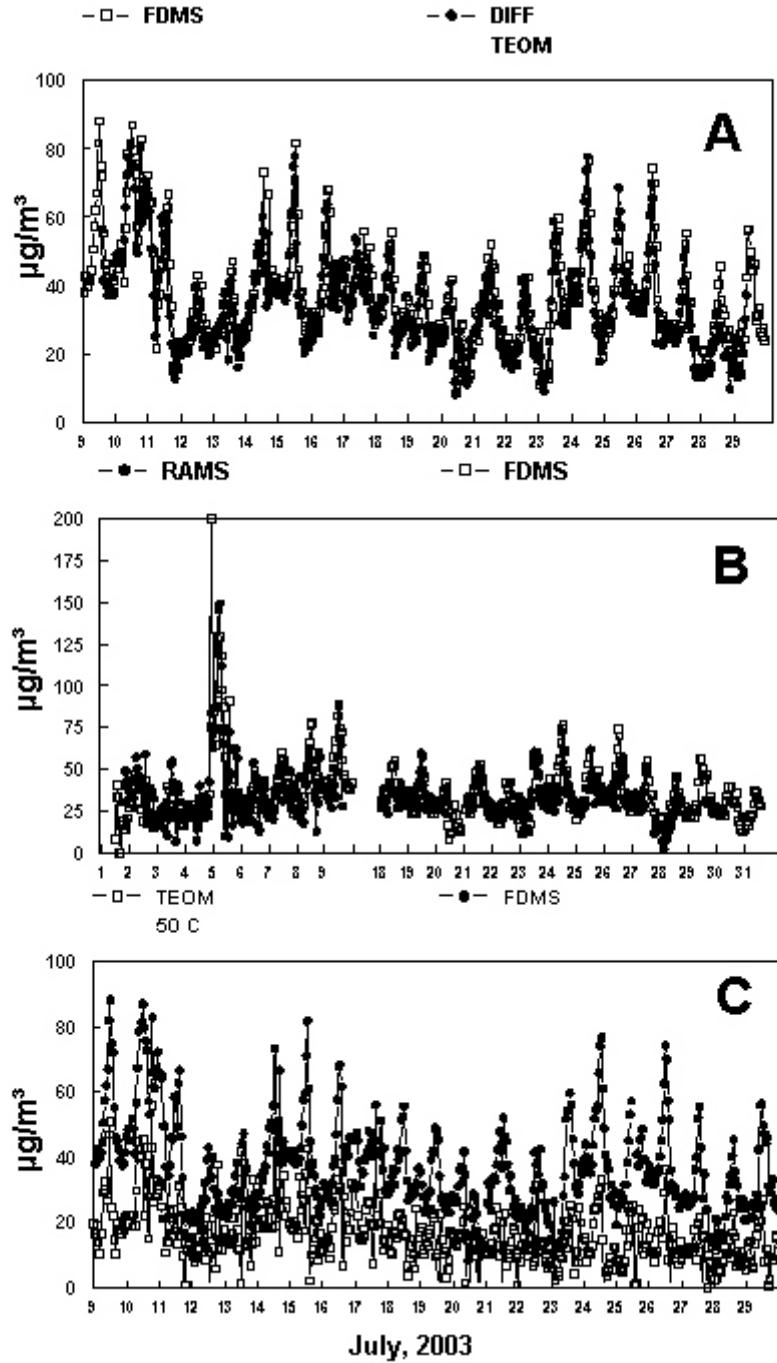 FDMS DIFF
TEOM
A
100
80
60
40
20
0
µg/m³
9 10 11 12 13 14 15 16 17 18 19 20 21 22 23 24 25 26 27 28 29
RAMS FDMS
B
200
175
150
125
100
75
50
25
0
µg/m³
1 2 3 4 5 6 7 8 9 18 19 20 21 22 23 24 25 26 27 28 29 30 31
TEOM FDMS
50 C
C
100
80
60
40
20
0
µg/m³
9 10 11 12 13 14 15 16 17 18 19 20 21 22 23 24 25 26 27 28 29
July, 2003